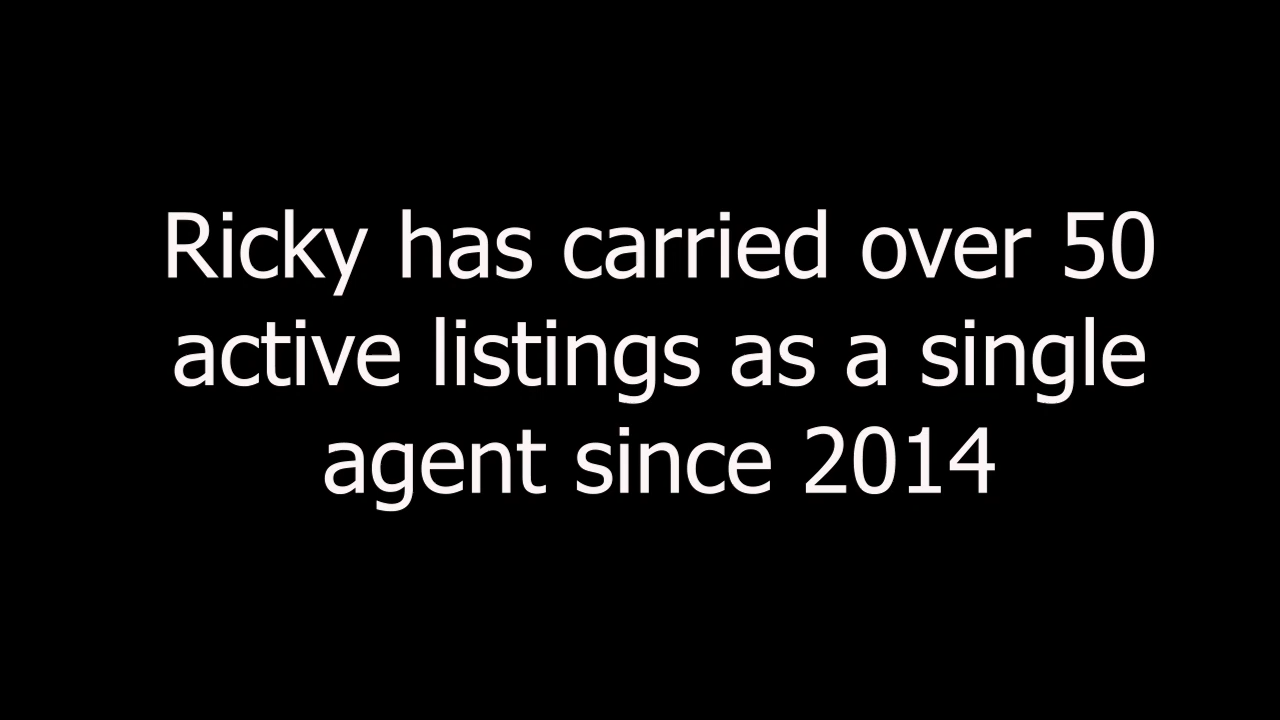 Ricky has carried over 50
active listings as a single
agent since 2014